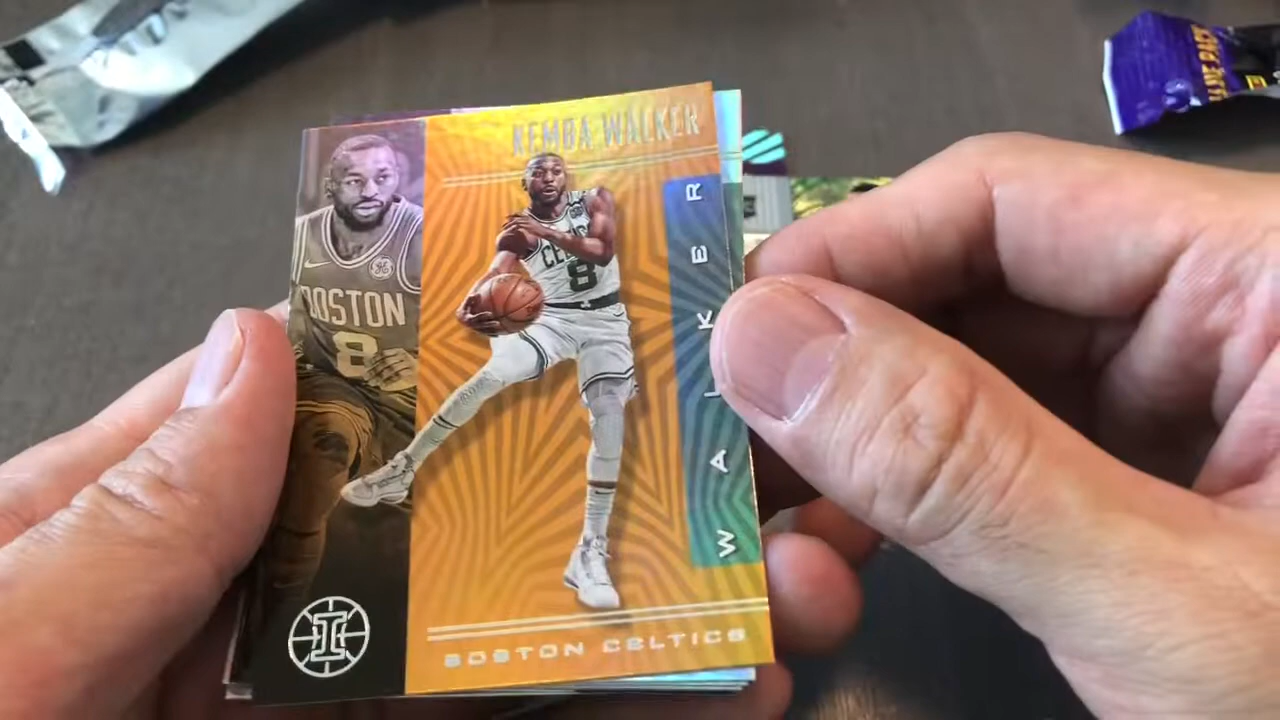 KEMBA WALKER
WALKER
CELTICS
8
BOSTON
8
BOSTON CELTICS